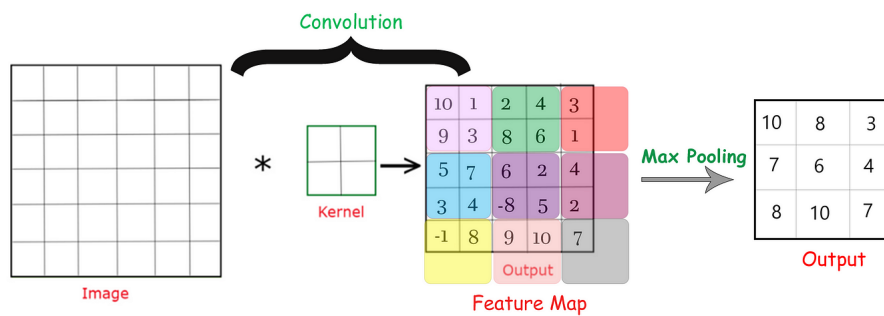 Convolution
10 1 2 4 3
9 3 8 6 1
5 7 6 2 4
3 4 -8 5 2
-1 8 9 10 7
*
Kernel
Image
Output
Feature Map
Max Pooling
10 8 3
7 6 4
8 10 7
Output